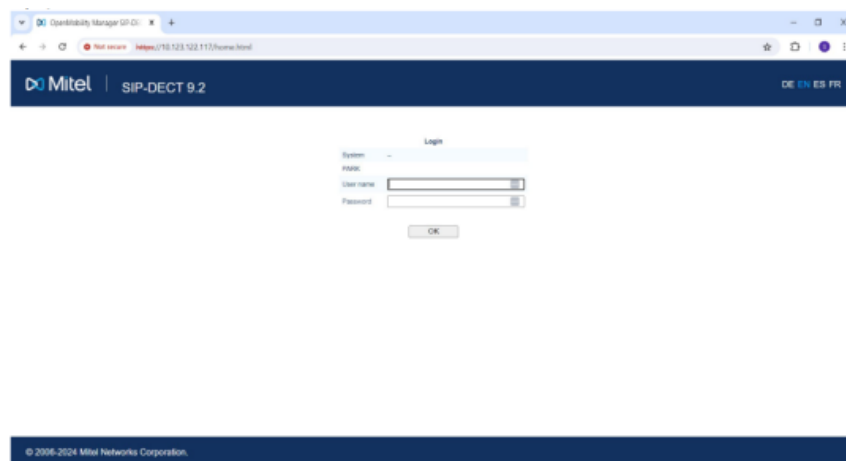 OpenMobility Manager SIP-DE
Not secure https://10.123.122.117/home.html
Mitel | SIP-DECT 9.2
DE EN ES FR
Login
System --
PARK:
User name
Password
OK
© 2006-2024 Mitel Networks Corporation.